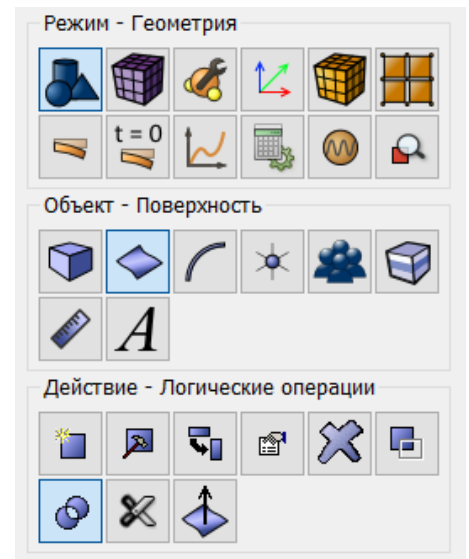 Режим - Геометрия
t = 0
Объект - Поверхность
A
Действие - Логические операции